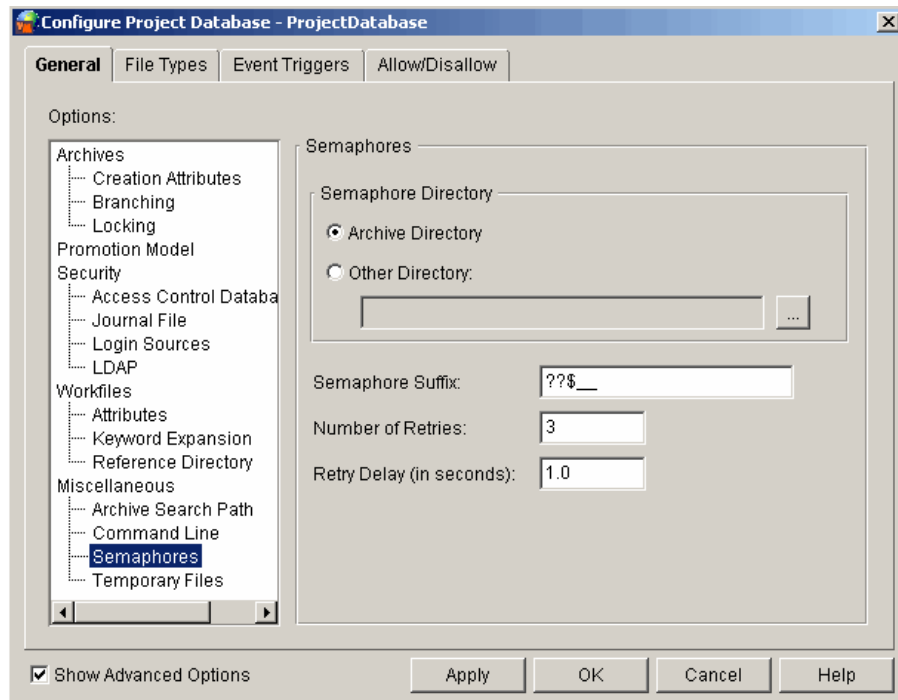 Configure Project Database - ProjectDatabase
General File Types Event Triggers Allow/Disallow
Options:
Archives
Creation Attributes
Branching
Locking
Promotion Model
Security
Access Control Databa
Journal File
Login Sources
LDAP
Workfiles
Attributes
Keyword Expansion
Reference Directory
Miscellaneous
Archive Search Path
Command Line
Semaphores
Temporary Files
Semaphores
Semaphore Directory
Archive Directory
Other Directory:
...
Semaphore Suffix: ??$__
Number of Retries: 3
Retry Delay (in seconds): 1.0
Show Advanced Options
Apply OK Cancel Help